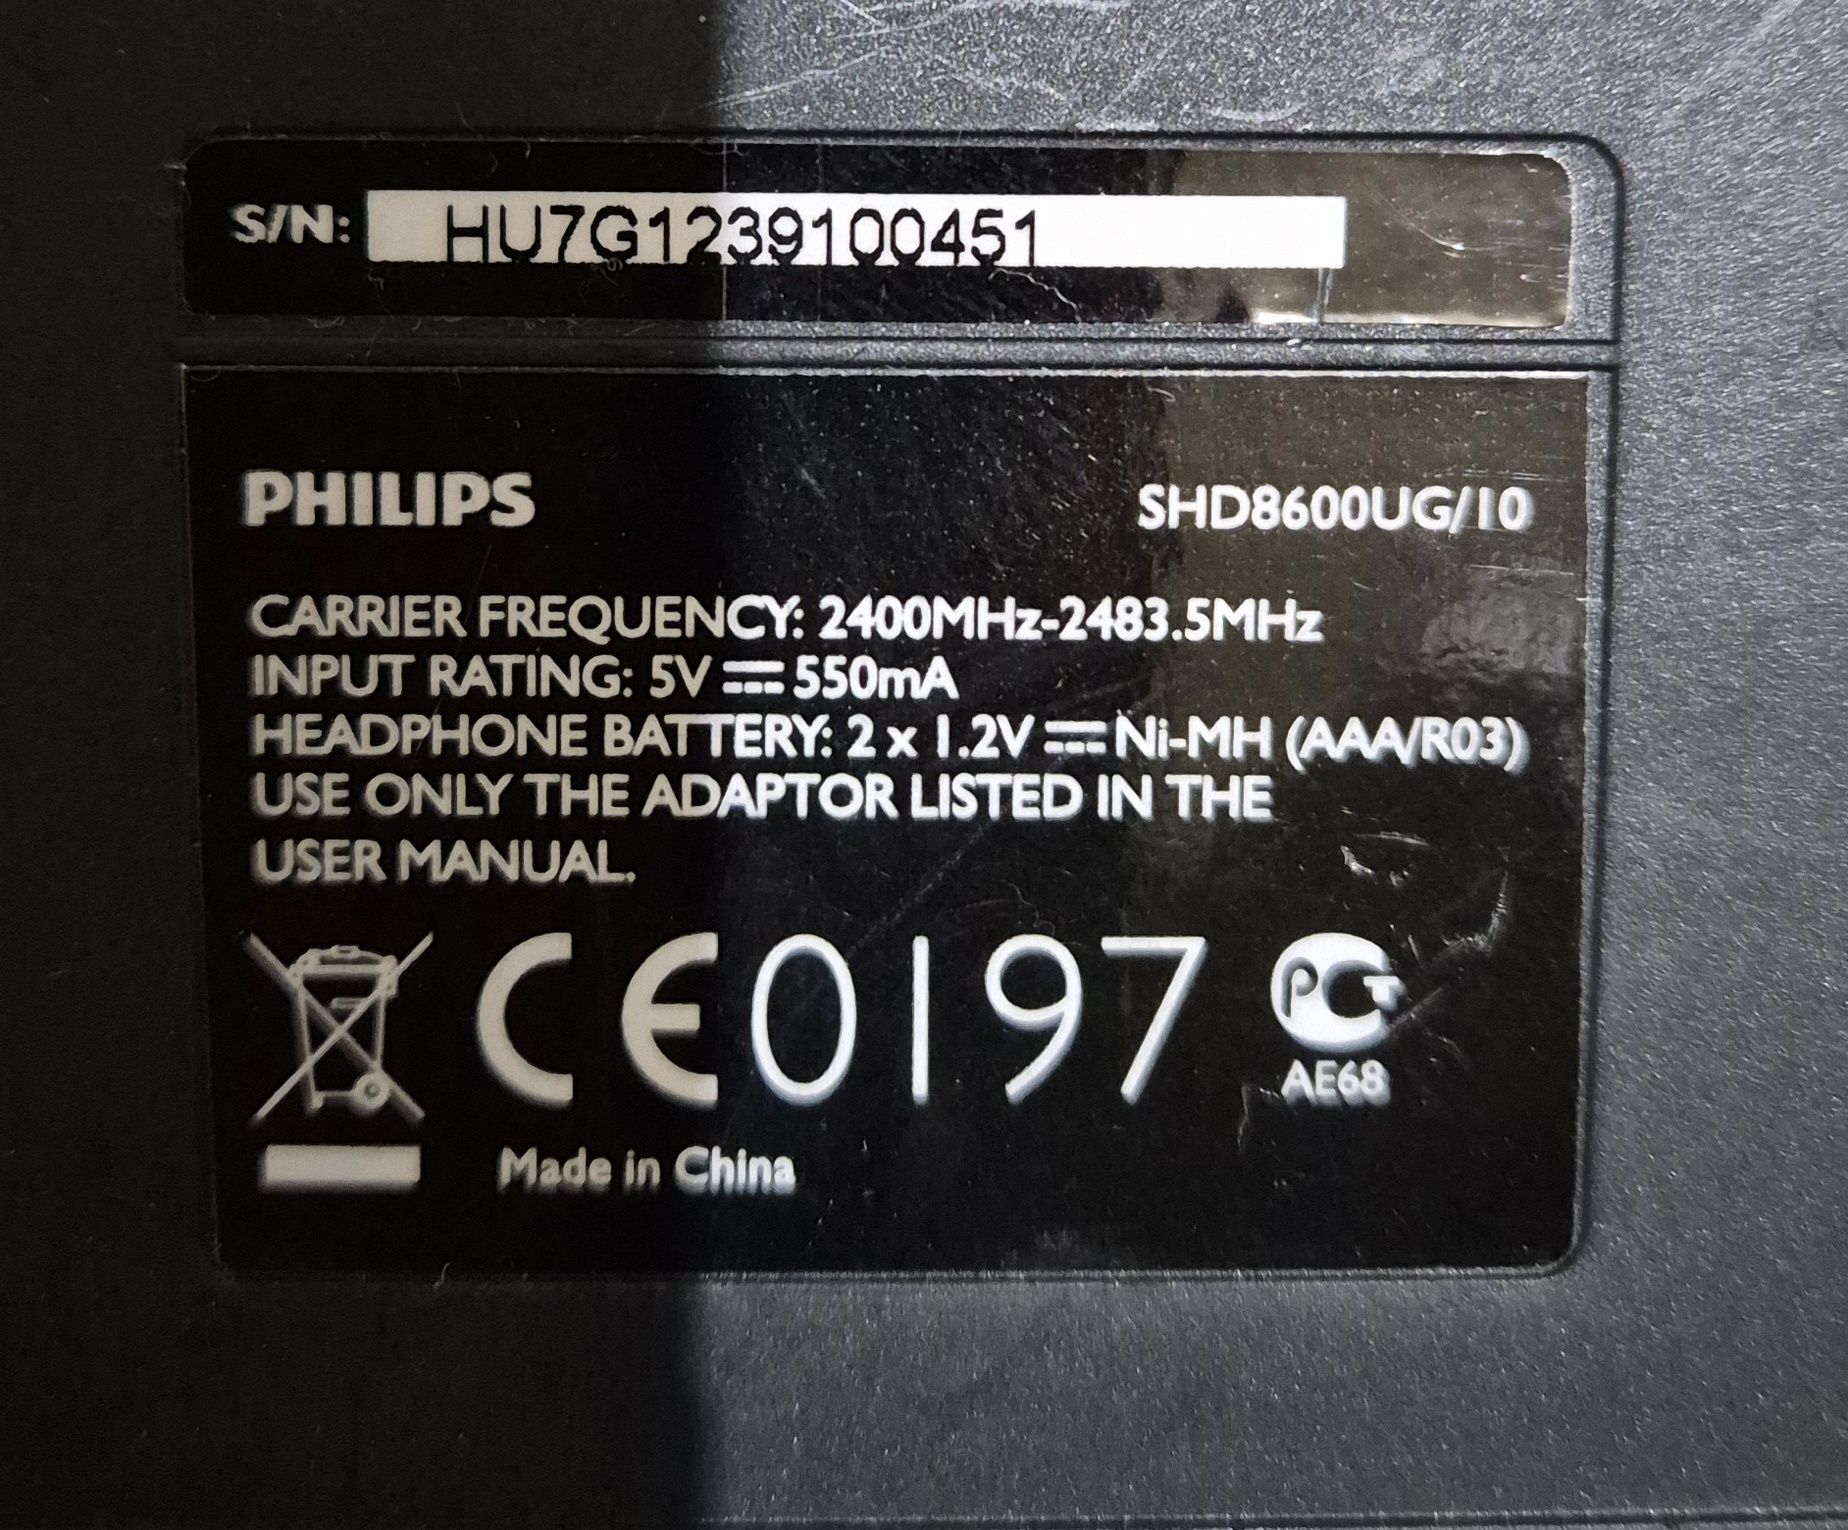 S/N: HU7G1239100451
PHILIPS SHD8600UG/10
CARRIER FREQUENCY: 2400MHz-2483.5MHz
INPUT RATING: 5V ⎓ 550mA
HEADPHONE BATTERY: 2 x 1.2V ⎓ Ni-MH (AAA/R03)
USE ONLY THE ADAPTOR LISTED IN THE
USER MANUAL.
CE0197 PCT
AE68
Made in China